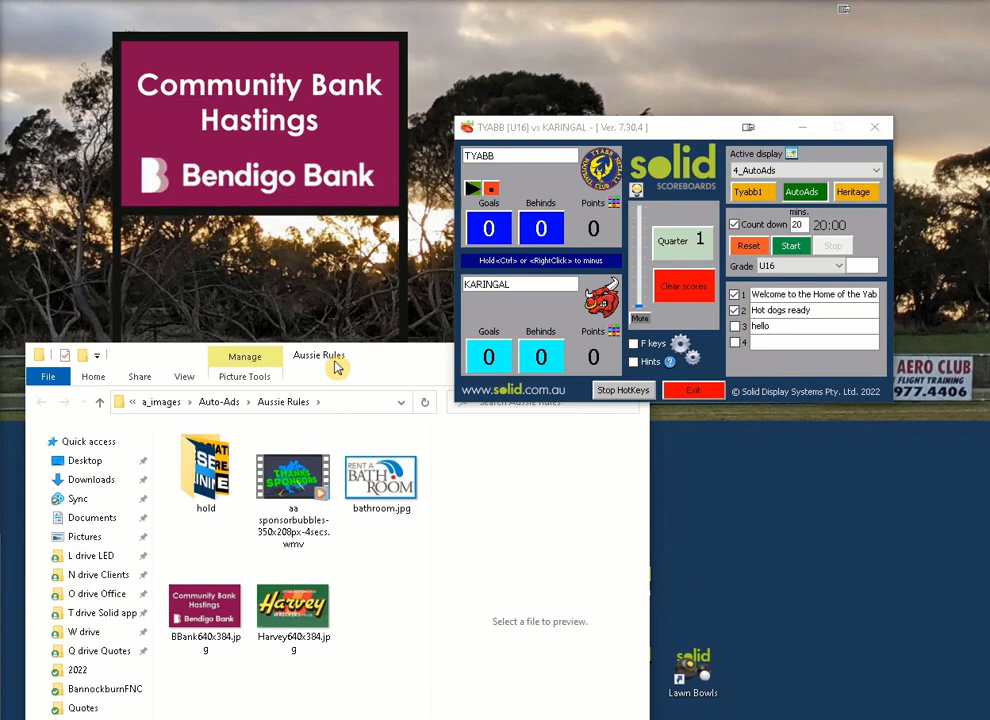 Community Bank
Hastings
Bendigo Bank
TYABB [U16] vs KARINGAL - [ Ver. 7.30.4 ]
TYABB
Goals Behinds Points
0 0 0
Hold <Ctrl> or <RightClick> to minus
KARINGAL
Goals Behinds Points
0 0 0
www.solid.com.au
solid
SCOREBOARDS
Quarter 1
Clear scores
Mute
F keys
Hints ?
Stop HotKeys
Exit
Active display
4_AutoAds
Tyabb1 AutoAds Heritage
mins.
Count down 20 20:00
Reset Start Stop
Grade U16
1 Welcome to the Home of the Yab
2 Hot dogs ready
3 hello
4
© Solid Display Systems Pty. Ltd. 2022
AERO CLUB
FLIGHT TRAINING
977.4406
Manage Aussie Rules
File Home Share View Picture Tools
« a_images › Auto-Ads › Aussie Rules ›
Search Aussie Rules
Quick access
Desktop
Downloads
Sync
Documents
Pictures
L drive LED
N drive Clients
O drive Office
T drive Solid app
W drive
Q drive Quotes
2022
BannockburnFNC
Quotes
hold
THANKS
SPONSORS
aa
sponsorbubbles-
350x208px-4secs.
wmv
RENT A
BATH
ROOM
bathroom.jpg
Community Bank
Hastings
Bendigo Bank
BBank640x384.jp
g
Harvey
Harvey640x384.jp
g
Select a file to preview.
solid
Lawn Bowls